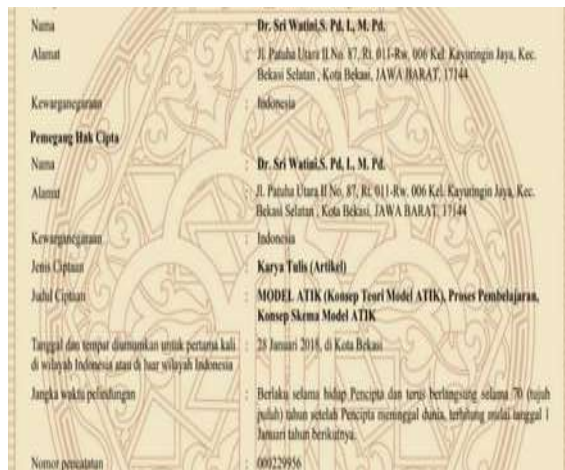 Nama : Dr. Sri Watini,S. Pd, I., M. Pd.
Alamat : Jl. Patuha Utara II No. 87, Rt. 011-Rw. 006 Kel. Kayuringin Jaya, Kec.
Bekasi Selatan , Kota Bekasi, JAWA BARAT, 17144
Kewarganegaraan : Indonesia
Pemegang Hak Cipta
Nama : Dr. Sri Watini,S. Pd, I., M. Pd.
Alamat : Jl. Patuha Utara II No. 87, Rt. 011-Rw. 006 Kel. Kayuringin Jaya, Kec.
Bekasi Selatan , Kota Bekasi, JAWA BARAT, 17144
Kewarganegaraan : Indonesia
Jenis Ciptaan : Karya Tulis (Artikel)
Judul Ciptaan : MODEL ATIK (Konsep Teori Model ATIK), Proses Pembelajaran,
Konsep Skema Model ATIK
Tanggal dan tempat diumumkan untuk pertama kali : 28 Januari 2018, di Kota Bekasi
di wilayah Indonesia atau di luar wilayah Indonesia
Jangka waktu pelindungan : Berlaku selama hidup Pencipta dan terus berlangsung selama 70 (tujuh
puluh) tahun setelah Pencipta meninggal dunia, terhitung mulai tanggal 1
Januari tahun berikutnya.
Nomor pencatatan : 000229956